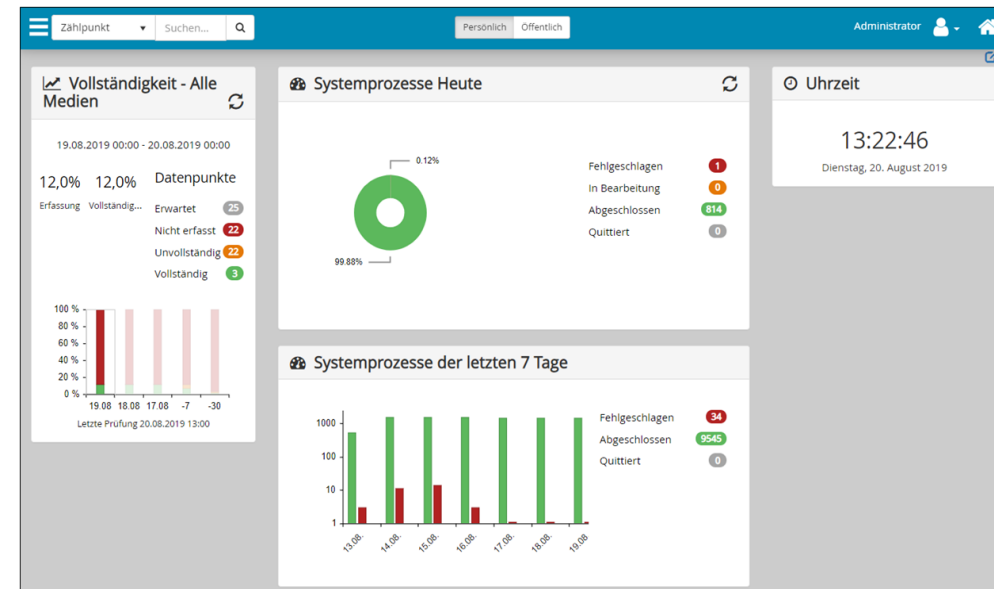 Zählpunkt
Suchen...
Persönlich Öffentlich
Administrator
Vollständigkeit - Alle
Medien
19.08.2019 00:00 - 20.08.2019 00:00
12,0% 12,0% Datenpunkte
Erfassung Vollständig...
Erwartet 25
Nicht erfasst 22
Unvollständig 22
Vollständig 3
100 %
80 %
60 %
40 %
20 %
0 %
19.08 18.08 17.08 -7 -30
Letzte Prüfung 20.08.2019 13:00
Systemprozesse Heute
0.12%
99.88%
Fehlgeschlagen 1
In Bearbeitung 0
Abgeschlossen 814
Quittiert 0
Systemprozesse der letzten 7 Tage
1000
100
10
1
13.08. 14.08. 15.08. 16.08. 17.08. 18.08. 19.08
Fehlgeschlagen 34
Abgeschlossen 9545
Quittiert 0
Uhrzeit
13:22:46
Dienstag, 20. August 2019